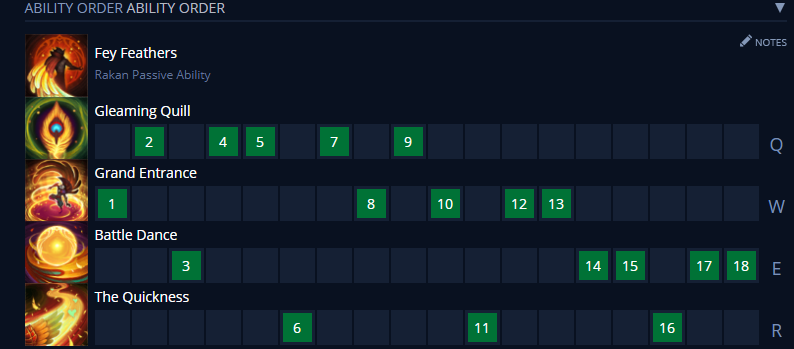 ABILITY ORDER ABILITY ORDER ▼
NOTES
Fey Feathers
Rakan Passive Ability
Gleaming Quill
2 4 5 7 9 Q
Grand Entrance
1 8 10 12 13 W
Battle Dance
3 14 15 17 18 E
The Quickness
6 11 16 R